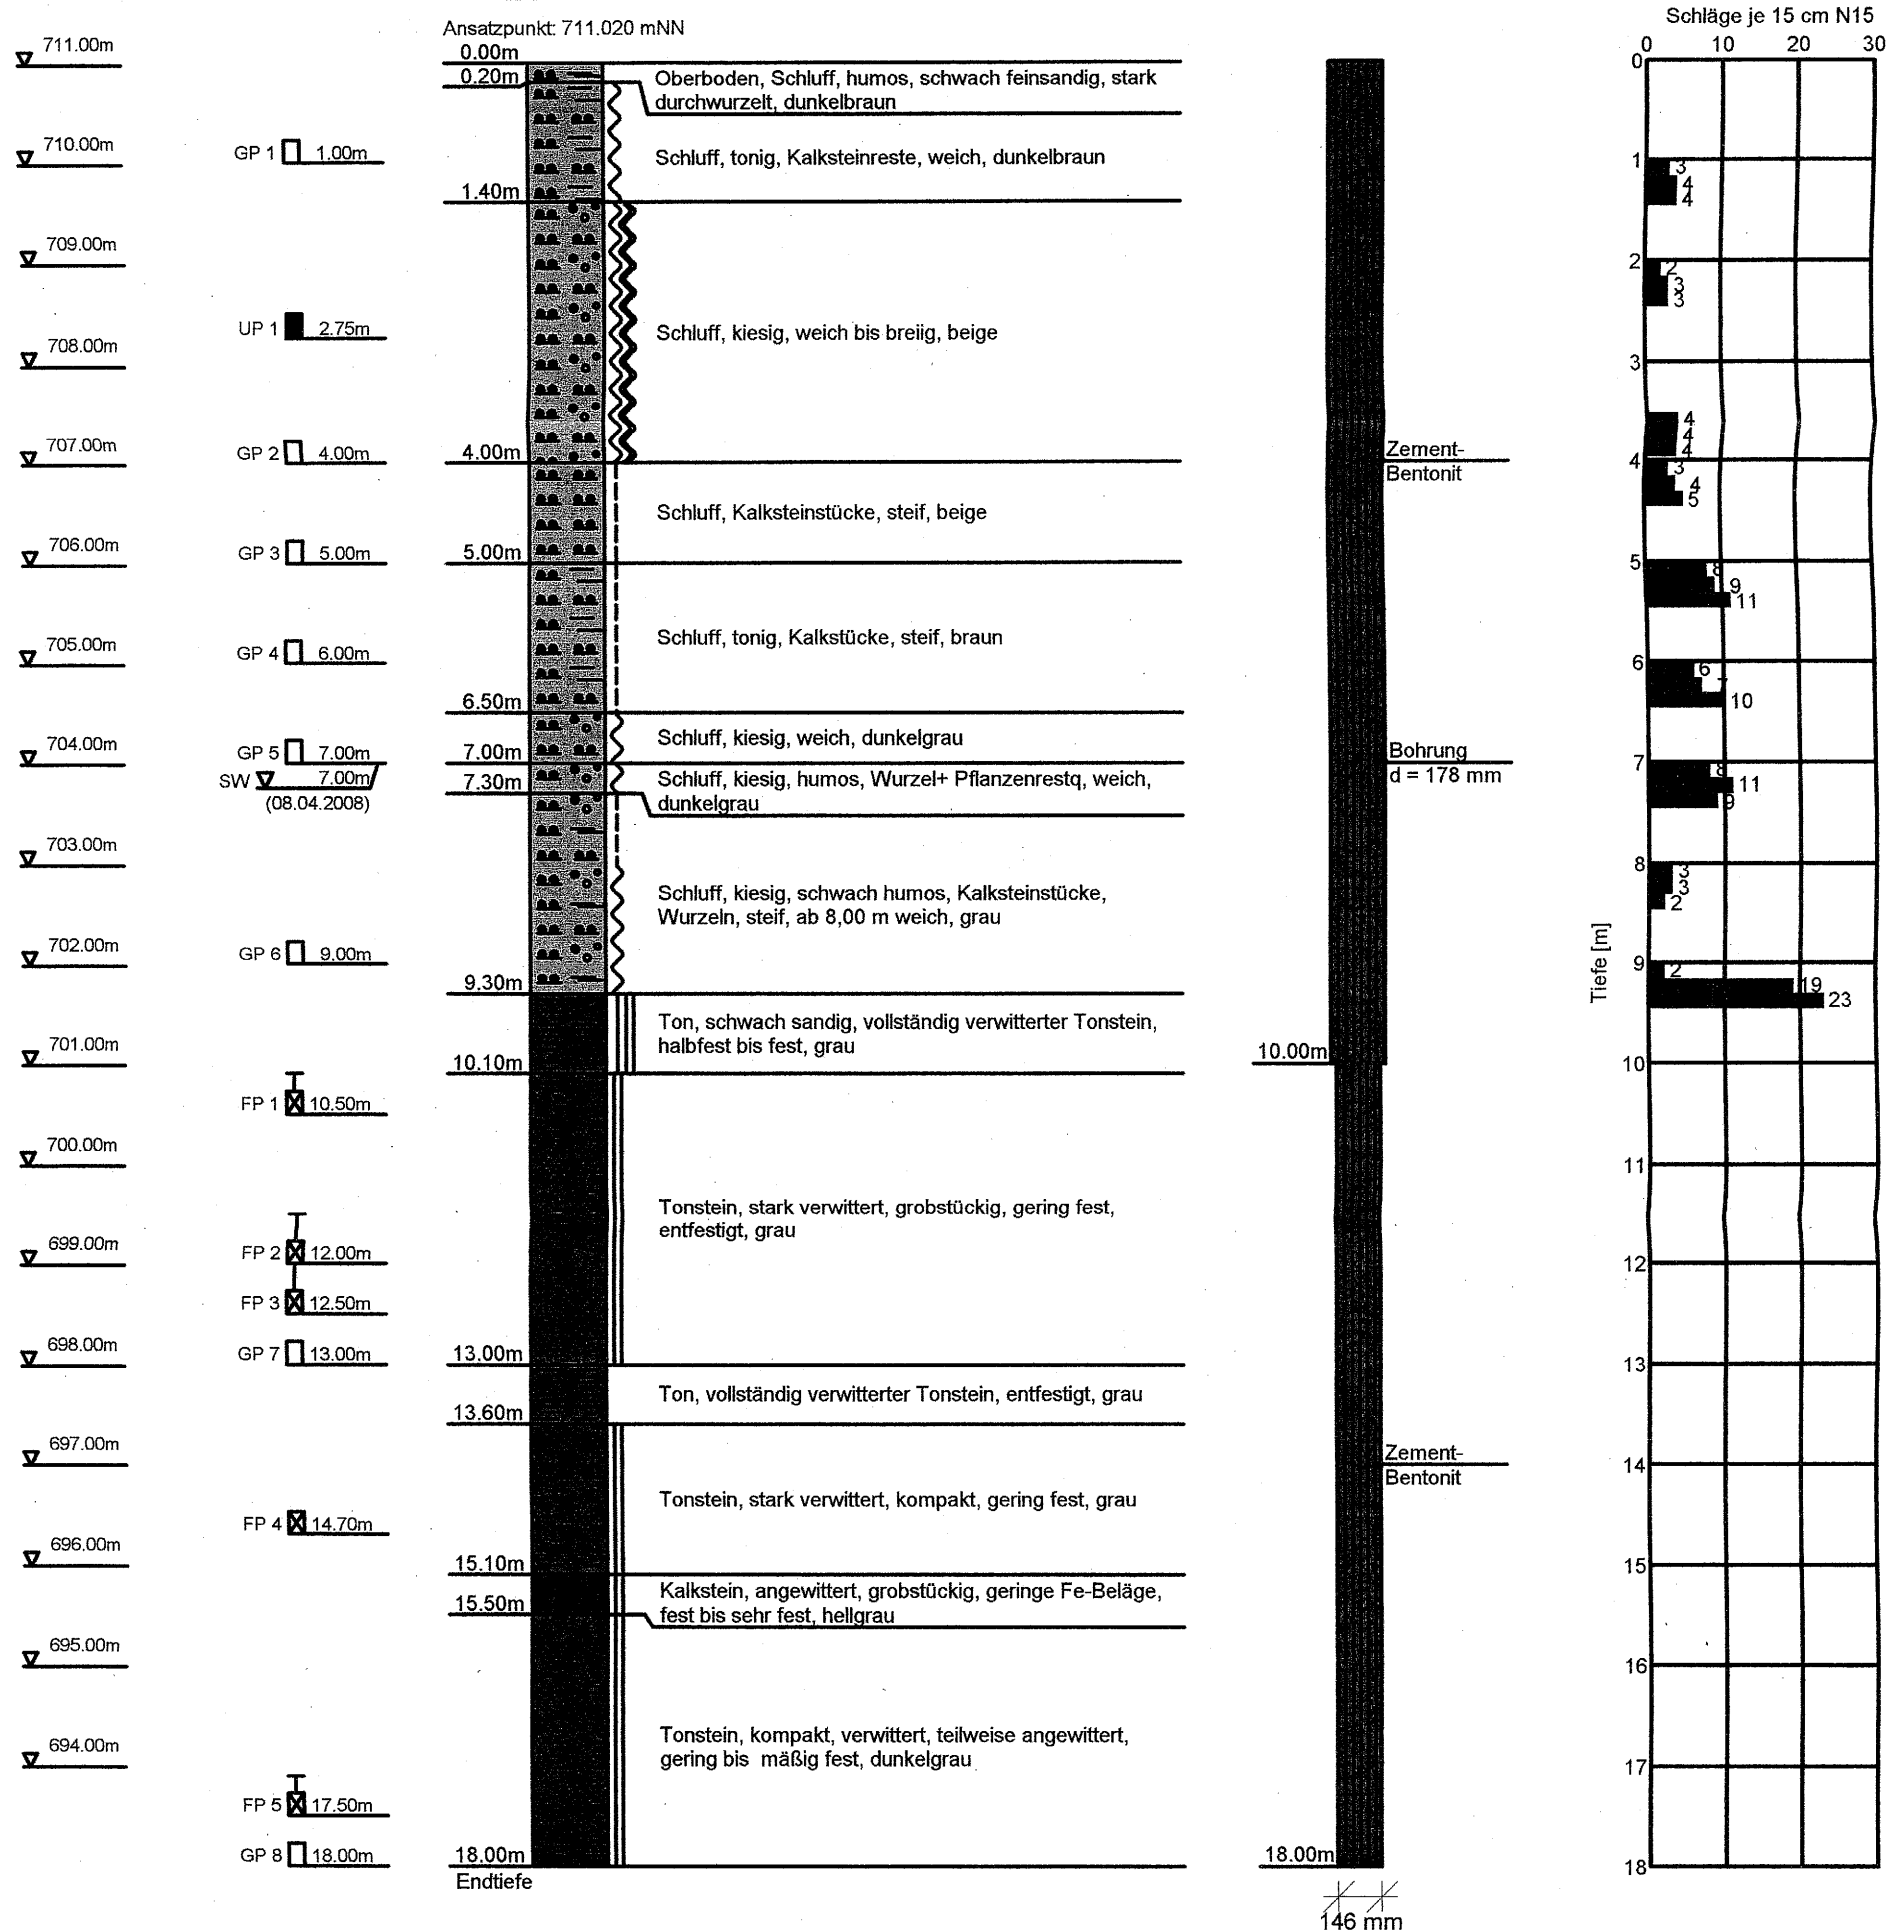 Ansatzpunkt: 711.020 mNN
0.00m
0.20m
1.40m
4.00m
5.00m
6.50m
7.00m
7.30m
9.30m
10.10m
13.00m
13.60m
15.10m
15.50m
18.00m
Endtiefe
711.00m
710.00m
709.00m
708.00m
707.00m
706.00m
705.00m
704.00m
703.00m
702.00m
701.00m
700.00m
699.00m
698.00m
697.00m
696.00m
695.00m
694.00m
GP 1 1.00m
UP 1 2.75m
GP 2 4.00m
GP 3 5.00m
GP 4 6.00m
GP 5 7.00m
SW 7.00m
(08.04.2008)
GP 6 9.00m
FP 1 10.50m
FP 2 12.00m
FP 3 12.50m
GP 7 13.00m
FP 4 14.70m
FP 5 17.50m
GP 8 18.00m
Oberboden, Schluff, humos, schwach feinsandig, stark
durchwurzelt, dunkelbraun
Schluff, tonig, Kalksteinreste, weich, dunkelbraun
Schluff, kiesig, weich bis breiig, beige
Schluff, Kalksteinstücke, steif, beige
Schluff, tonig, Kalkstücke, steif, braun
Schluff, kiesig, weich, dunkelgrau
Schluff, kiesig, humos, Wurzel+ Pflanzenrestq, weich,
dunkelgrau
Schluff, kiesig, schwach humos, Kalksteinstücke,
Wurzeln, steif, ab 8,00 m weich, grau
Ton, schwach sandig, vollständig verwitterter Tonstein,
halbfest bis fest, grau
Tonstein, stark verwittert, grobstückig, gering fest,
entfestigt, grau
Ton, vollständig verwitterter Tonstein, entfestigt, grau
Tonstein, stark verwittert, kompakt, gering fest, grau
Kalkstein, angewittert, grobstückig, geringe Fe-Beläge,
fest bis sehr fest, hellgrau
Tonstein, kompakt, verwittert, teilweise angewittert,
gering bis mäßig fest, dunkelgrau
Zement-
Bentonit
Bohrung
d = 178 mm
10.00m
Zement-
Bentonit
18.00m
146 mm
Schläge je 15 cm N15
0 10 20 30
Tiefe [m]
0
1
2
3
4
5
6
7
8
9
10
11
12
13
14
15
16
17
18
3
4
4
2
3
3
4
4
4
3
4
5
8
9
11
6
10
8
11
9
3
3
2
2
19
23